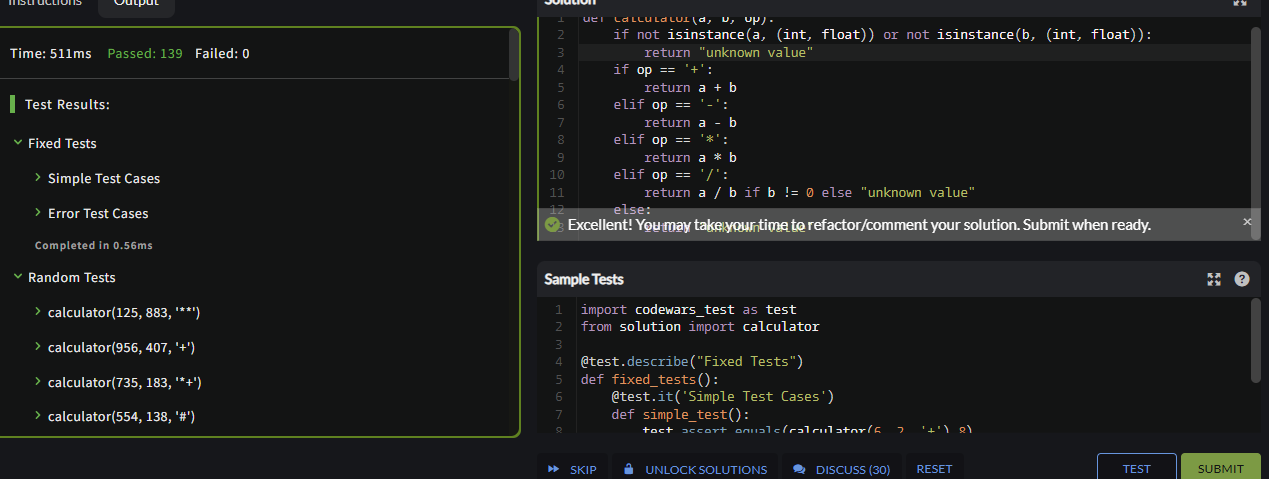 Instructions
Output
Time: 511ms Passed: 139 Failed: 0
Test Results:
Fixed Tests
Simple Test Cases
Error Test Cases
Completed in 0.56ms
Random Tests
calculator(125, 883, '**')
calculator(956, 407, '+')
calculator(735, 183, '*+')
calculator(554, 138, '#')
Solution
1 def calculator(a, b, op):
2     if not isinstance(a, (int, float)) or not isinstance(b, (int, float)):
3         return "unknown value"
4     if op == '+':
5         return a + b
6     elif op == '-':
7         return a - b
8     elif op == '*':
9         return a * b
10     elif op == '/':
11         return a / b if b != 0 else "unknown value"
12     else:
13         return "unknown value"
Excellent! You may take your time to refactor/comment your solution. Submit when ready.
Sample Tests
1 import codewars_test as test
2 from solution import calculator
3
4 @test.describe("Fixed Tests")
5 def fixed_tests():
6     @test.it('Simple Test Cases')
7     def simple_test():
8         test.assert_equals(calculator(6, 2, '+'),8)
SKIP
UNLOCK SOLUTIONS
DISCUSS (30)
RESET
TEST
SUBMIT